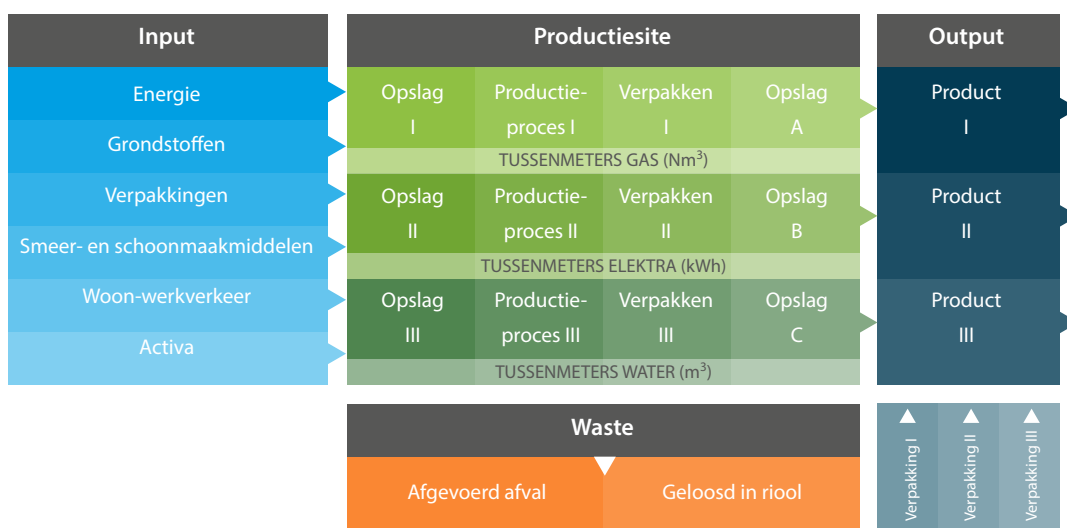 Input
Energie
Grondstoffen
Verpakkingen
Smeer- en schoonmaakmiddelen
Woon-werkverkeer
Activa
Productiesite
Opslag
I
Productie-
proces I
Verpakken
I
Opslag
A
TUSSENMETERS GAS (Nm³)
Opslag
II
Productie-
proces II
Verpakken
II
Opslag
B
TUSSENMETERS ELEKTRA (kWh)
Opslag
III
Productie-
proces III
Verpakken
III
Opslag
C
TUSSENMETERS WATER (m³)
Output
Product
I
Product
II
Product
III
Waste
Afgevoerd afval
Geloosd in riool
Verpakking I
Verpakking II
Verpakking III